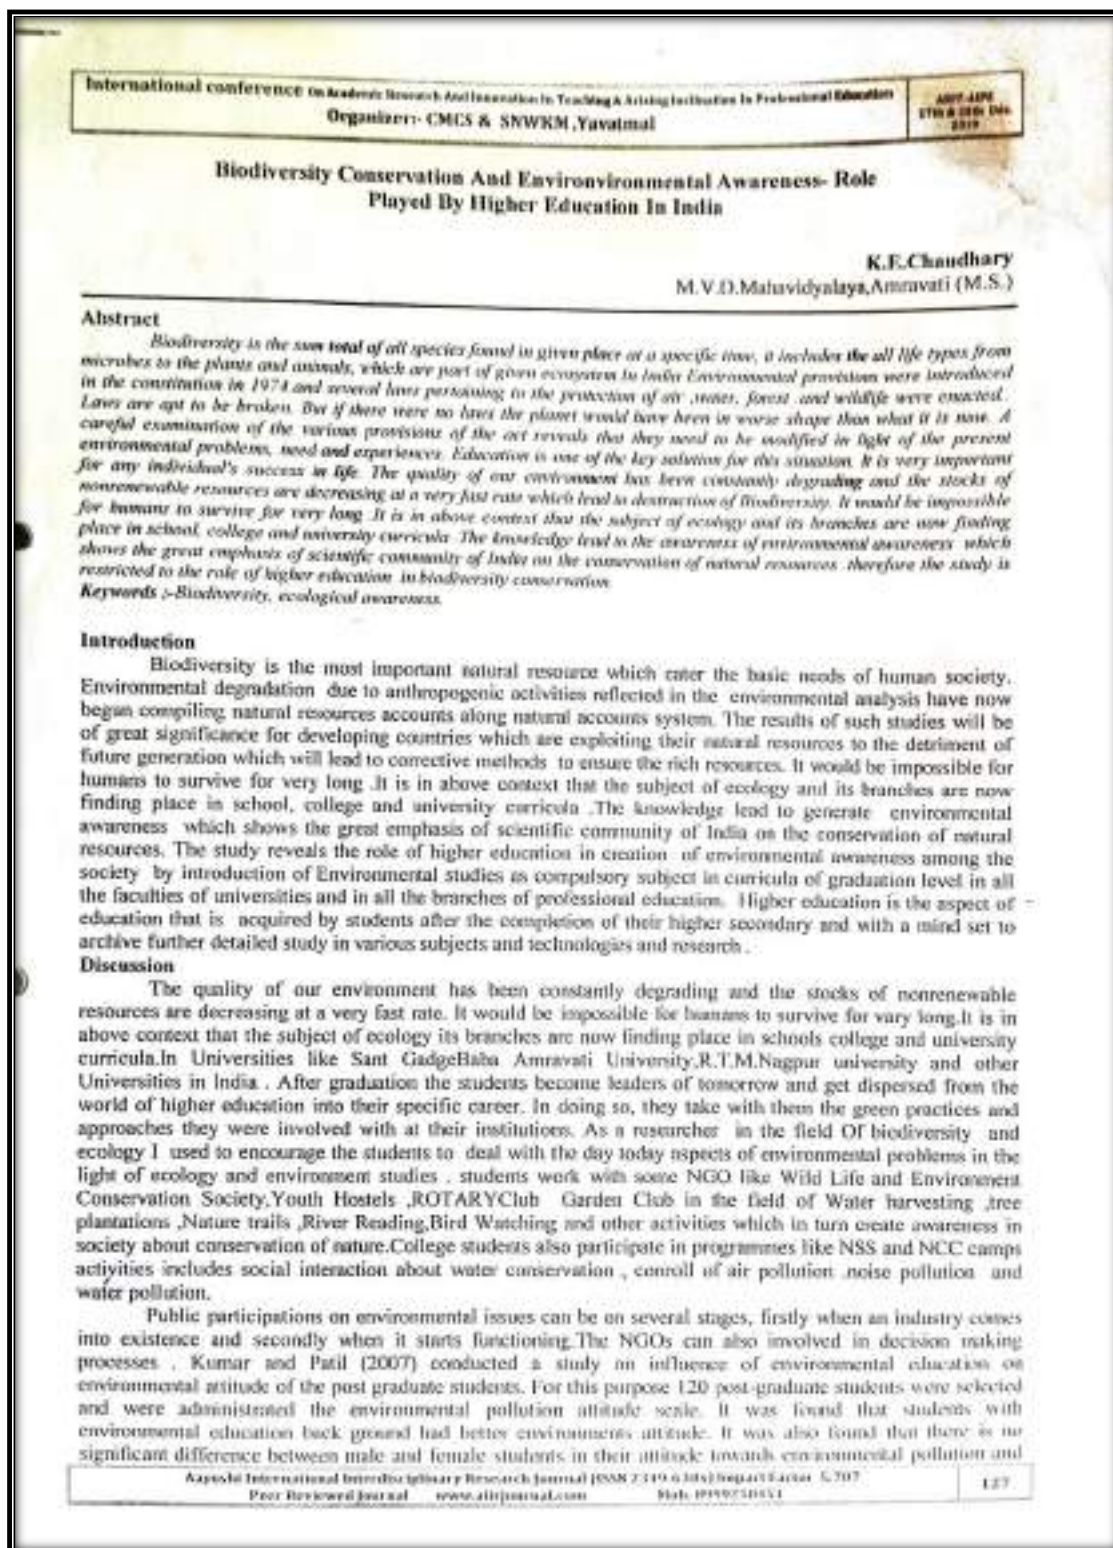 International conference On Academic Research And Innovation In Teaching & Arising Inclination In Professional Education
Organizer:- CMCS & SNWKM ,Yavatmal
27th & 28th Dec
2019
Biodiversity Conservation And Environvironmental Awareness- Role
Played By Higher Education In India
K.E.Chaudhary
M.V.D.Mahavidyalaya,Amravati (M.S.)
Abstract
Biodiversity is the sum total of all species found in given place at a specific time, it includes the all life types from
microbes to the plants and animals, which are part of given ecosystem In India Environmental provisions were introduced
in the constitution in 1974 and several laws pertaining to the protection of air ,water, forest and wildlife were enacted.
Laws are apt to be broken. But if there were no laws the planet would have been in worse shape than what it is now. A
careful examination of the various provisions of the act reveals that they need to be modified in light of the present
environmental problems, need and experiences. Education is one of the key solution for this situation. It is very important
for any individual's success in life. The quality of our environment has been constantly degrading and the stocks of
nonrenewable resources are decreasing at a very fast rate which lead to destruction of Biodiversity. It would be impossible
for humans to survive for very long .It is in above context that the subject of ecology and its branches are now finding
place in school, college and university curricula. The knowledge lead to the awareness of environmental awareness which
shows the great emphasis of scientific community of India on the conservation of natural resources .therefore the study is
restricted to the role of higher education in biodiversity conservation
Keywords :-Biodiversity, ecological awareness.
Introduction
Biodiversity is the most important natural resource which cater the basic needs of human society.
Environmental degradation due to anthropogenic activities reflected in the environmental analysis have now
began compiling natural resources accounts along natural accounts system. The results of such studies will be
of great significance for developing countries which are exploiting their natural resources to the detriment of
future generation which will lead to corrective methods to ensure the rich resources. It would be impossible for
humans to survive for very long .It is in above context that the subject of ecology and its branches are now
finding place in school, college and university curricula .The knowledge lead to generate environmental
awareness which shows the great emphasis of scientific community of India on the conservation of natural
resources. The study reveals the role of higher education in creation of environmental awareness among the
society by introduction of Environmental studies as compulsory subject in curricula of graduation level in all
the faculties of universities and in all the branches of professional education. Higher education is the aspect of
education that is acquired by students after the completion of their higher secondary and with a mind set to
archive further detailed study in various subjects and technologies and research .
Discussion
The quality of our environment has been constantly degrading and the stocks of nonrenewable
resources are decreasing at a very fast rate. It would be impossible for humans to survive for vary long.It is in
above context that the subject of ecology its branches are now finding place in schools college and university
curricula.In Universities like Sant GadgeBaba Amravati University,R.T.M.Nagpur university and other
Universities in India . After graduation the students become leaders of tomorrow and get dispersed from the
world of higher education into their specific career. In doing so, they take with them the green practices and
approaches they were involved with at their institutions. As a researcher in the field Of biodiversity and
ecology I used to encourage the students to deal with the day today aspects of environmental problems in the
light of ecology and environment studies . students work with some NGO like Wild Life and Environment
Conservation Society,Youth Hostels ,ROTARYClub Garden Club in the field of Water harvesting ,tree
plantations ,Nature trails ,River Reading,Bird Watching and other activities which in turn create awareness in
society about conservation of nature.College students also participate in programmes like NSS and NCC camps
activities includes social interaction about water conservation , conroll of air pollution .noise pollution and
water pollution.
Public participations on environmental issues can be on several stages, firstly when an industry comes
into existence and secondly when it starts functioning.The NGOs can also involved in decision making
processes . Kumar and Patil (2007) conducted a study on influence of environmental education on
environmental attitude of the post graduate students. For this purpose 120 post-graduate students were selected
and were administrated the environmental pollution attitude scale. It was found that students with
environmental education back ground had better environments attitude. It was also found that there is no
significant difference between male and female students in their attitude towards environmental pollution and
Aayushi International Interdisciplinary Research Journal (ISSN 2349-638x) Impact Factor 5.707
Peer Reviewed Journal www.aiirjournal.com Mob.
127